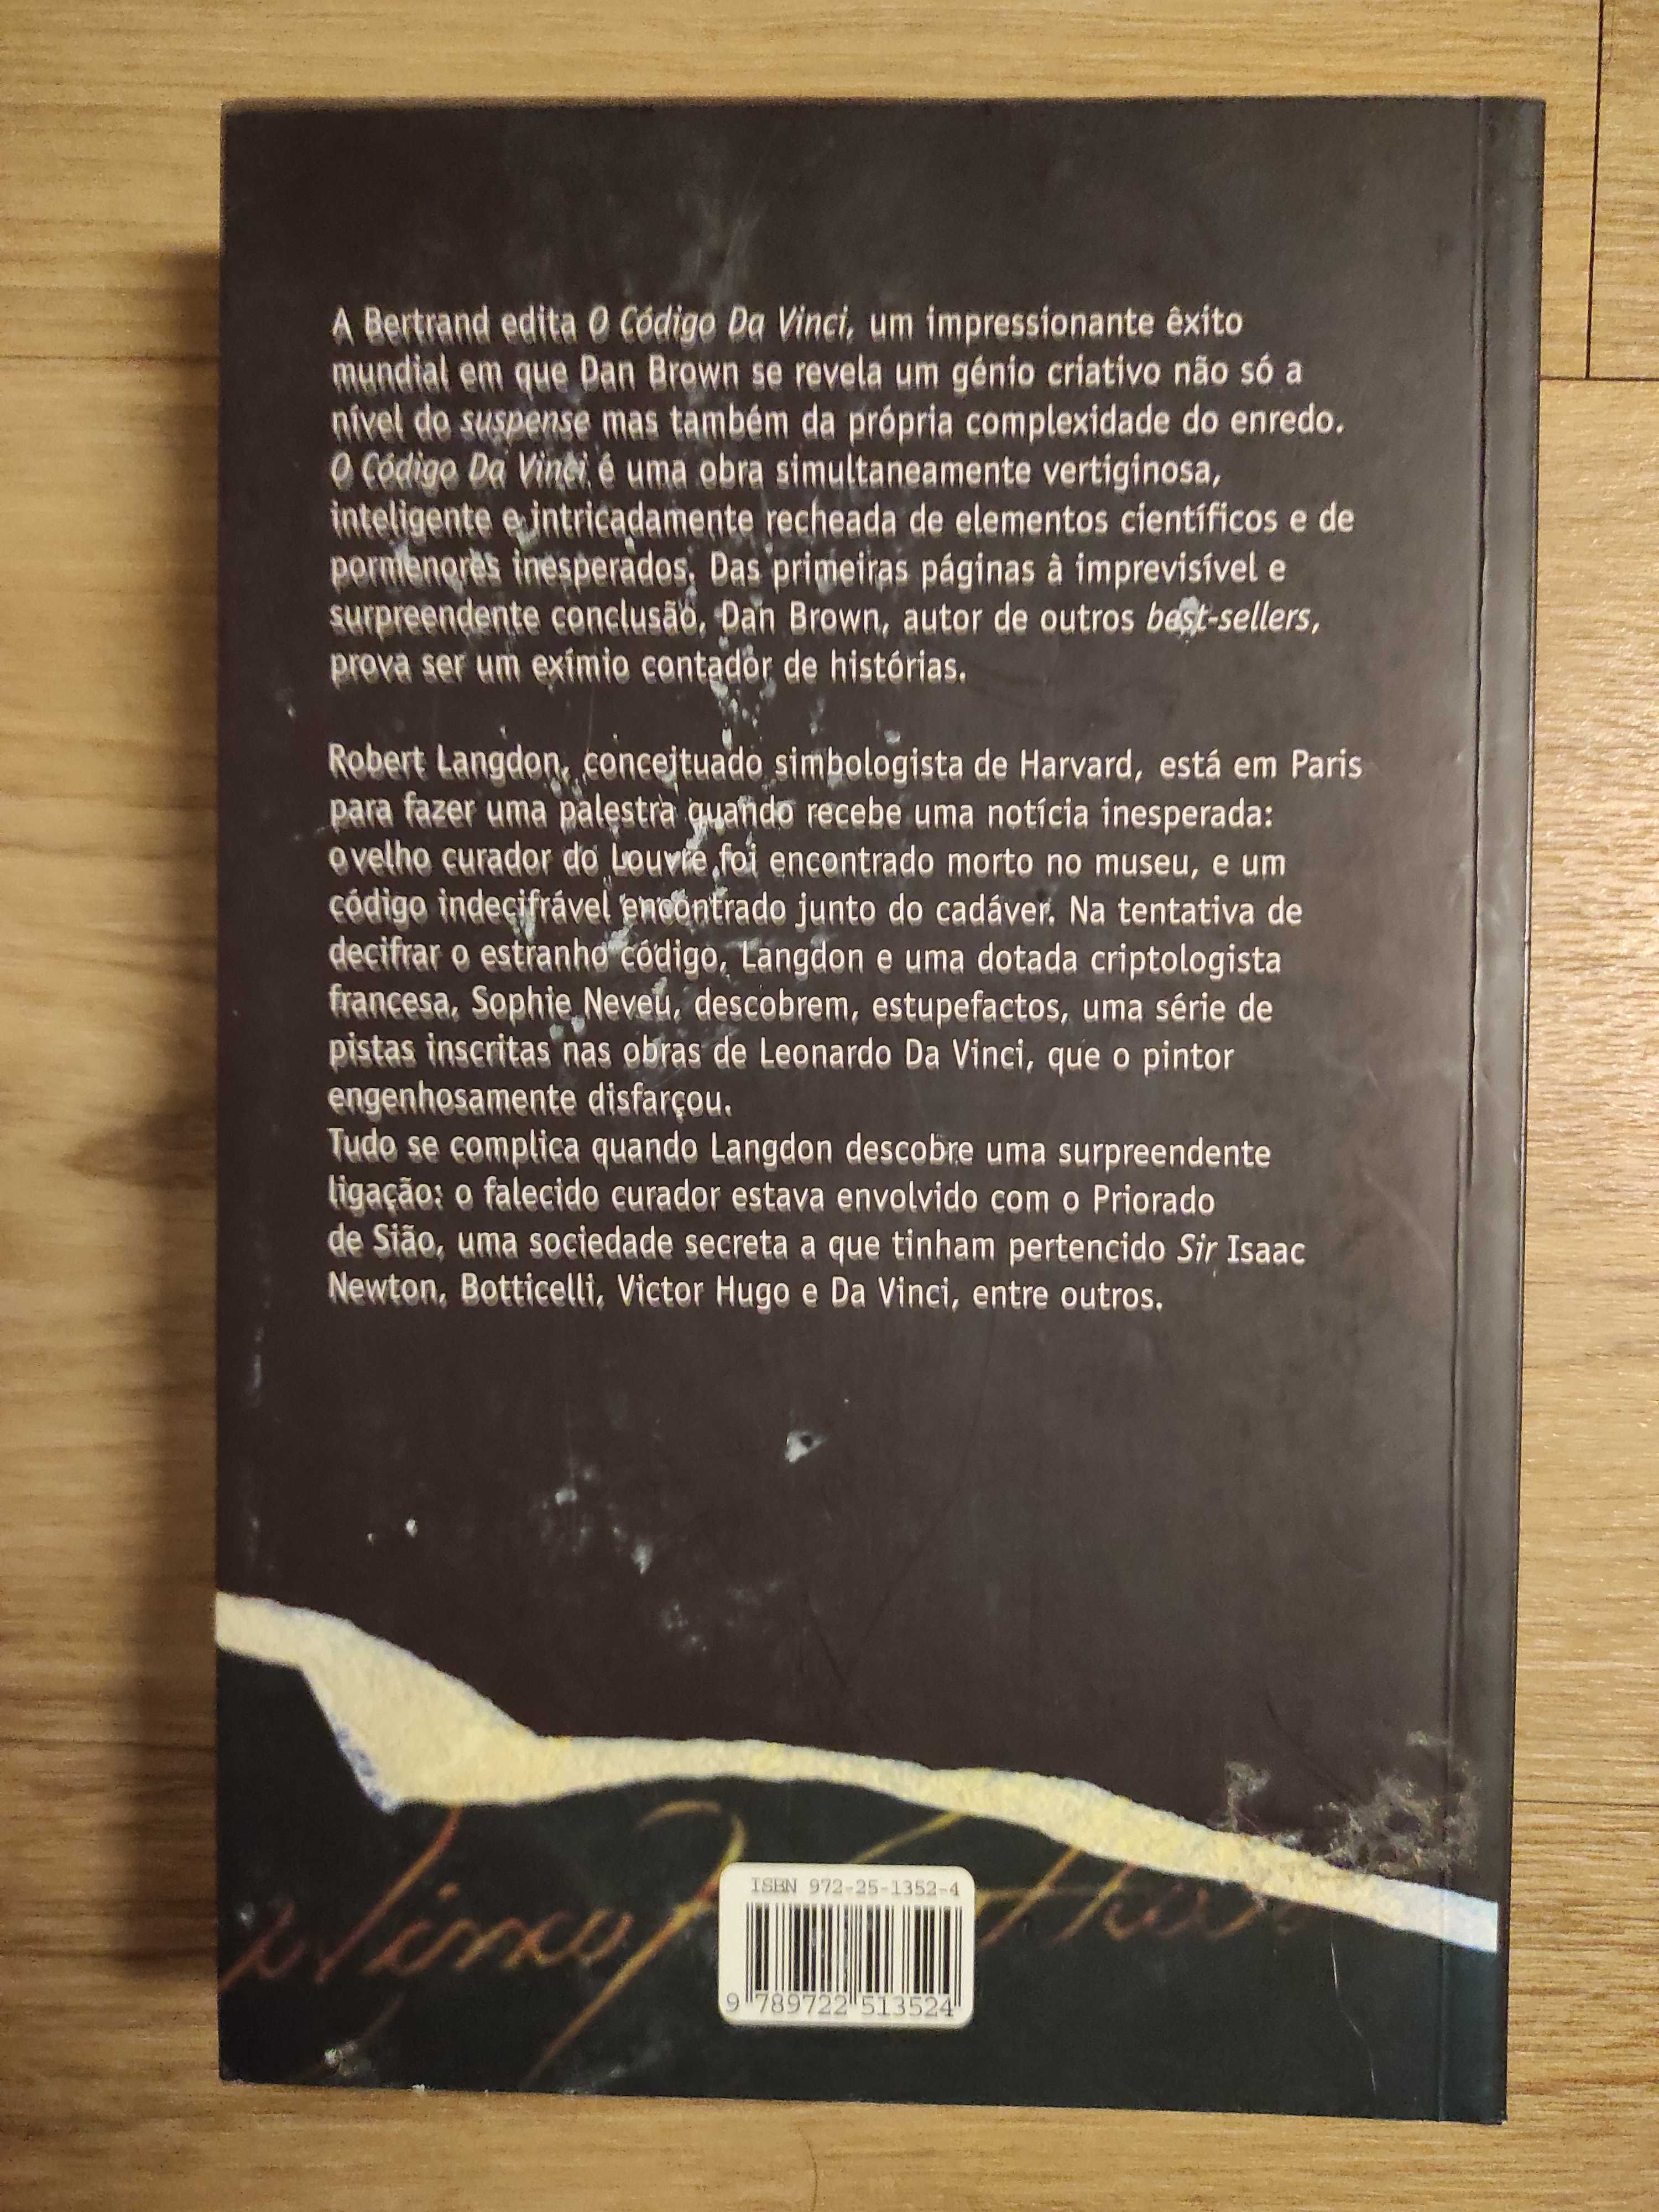 A Bertrand edita O Código Da Vinci, um impressionante êxito
mundial em que Dan Brown se revela um génio criativo não só a
nível do suspense mas também da própria complexidade do enredo.
O Código Da Vinci é uma obra simultaneamente vertiginosa,
inteligente e intricadamente recheada de elementos científicos e de
pormenores inesperados. Das primeiras páginas à imprevisível e
surpreendente conclusão, Dan Brown, autor de outros best-sellers,
prova ser um exímio contador de histórias.
Robert Langdon, conceituado simbologista de Harvard, está em Paris
para fazer uma palestra quando recebe uma notícia inesperada:
o velho curador do Louvre foi encontrado morto no museu, e um
código indecifrável encontrado junto do cadáver. Na tentativa de
decifrar o estranho código, Langdon e uma dotada criptologista
francesa, Sophie Neveu, descobrem, estupefactos, uma série de
pistas inscritas nas obras de Leonardo Da Vinci, que o pintor
engenhosamente disfarçou.
Tudo se complica quando Langdon descobre uma surpreendente
ligação: o falecido curador estava envolvido com o Priorado
de Sião, uma sociedade secreta a que tinham pertencido Sir Isaac
Newton, Botticelli, Victor Hugo e Da Vinci, entre outros.
ISBN 972-25-1352-4
9 789722 513524